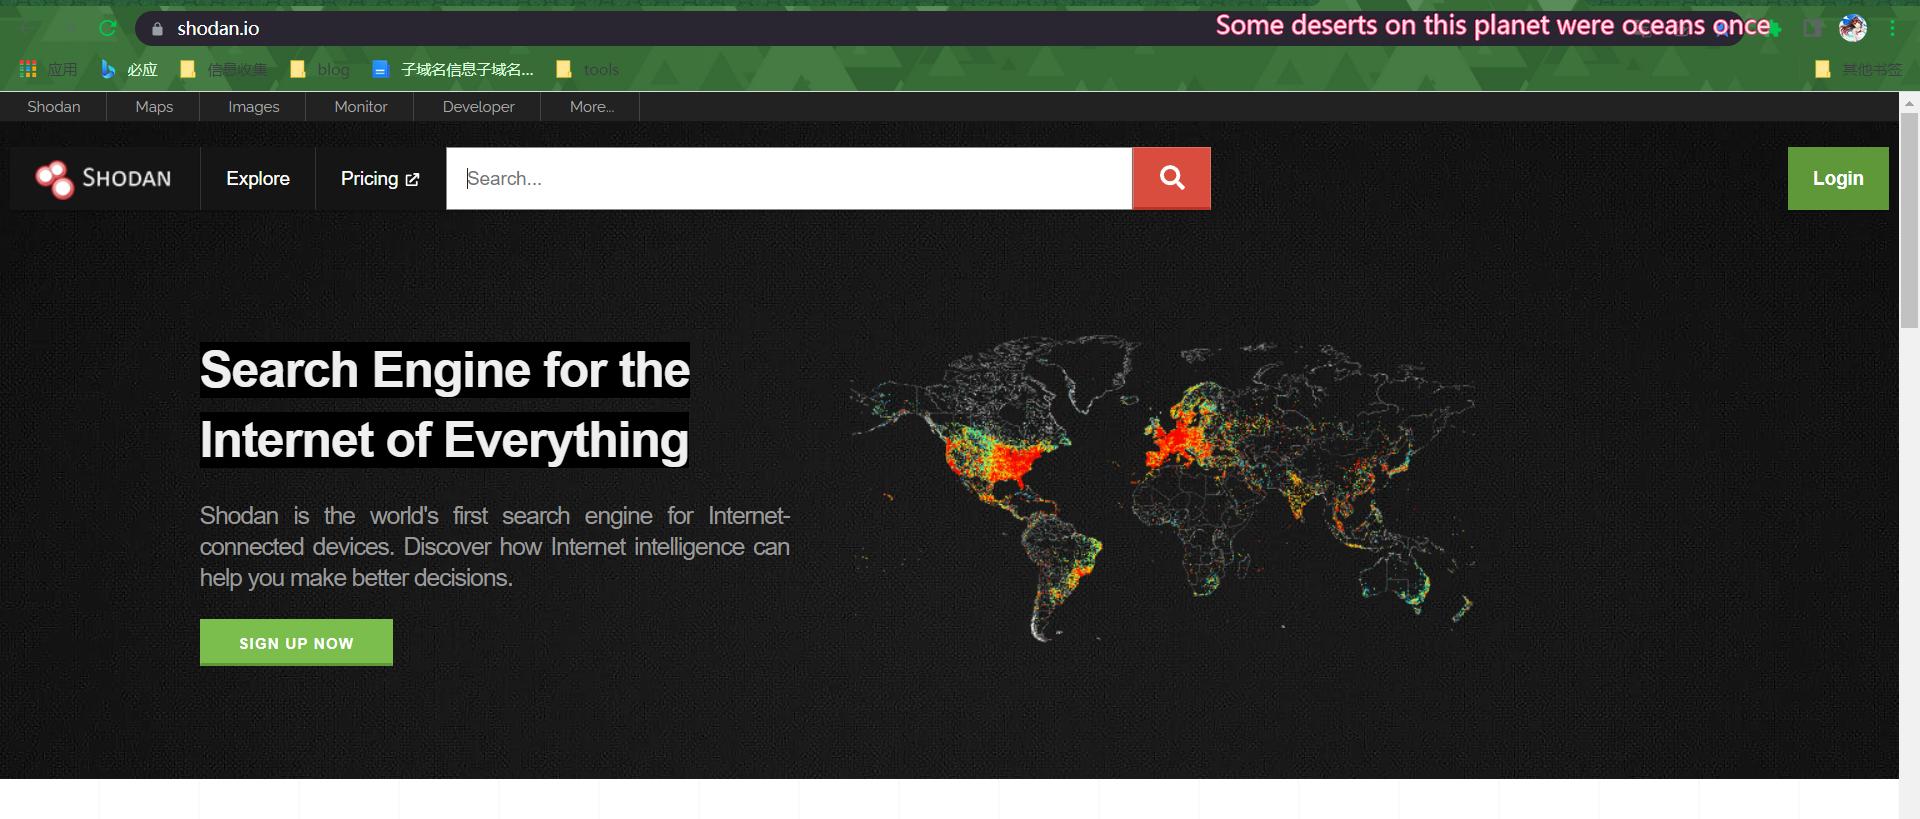 shodan.io
Some deserts on this planet were oceans once
应用 必应 信息收集 blog 子域名信息子域名... tools 其他书签
Shodan Maps Images Monitor Developer More...
SHODAN Explore Pricing Search... Login
Search Engine for the
Internet of Everything
Shodan is the world's first search engine for Internet-
connected devices. Discover how Internet intelligence can
help you make better decisions.
SIGN UP NOW